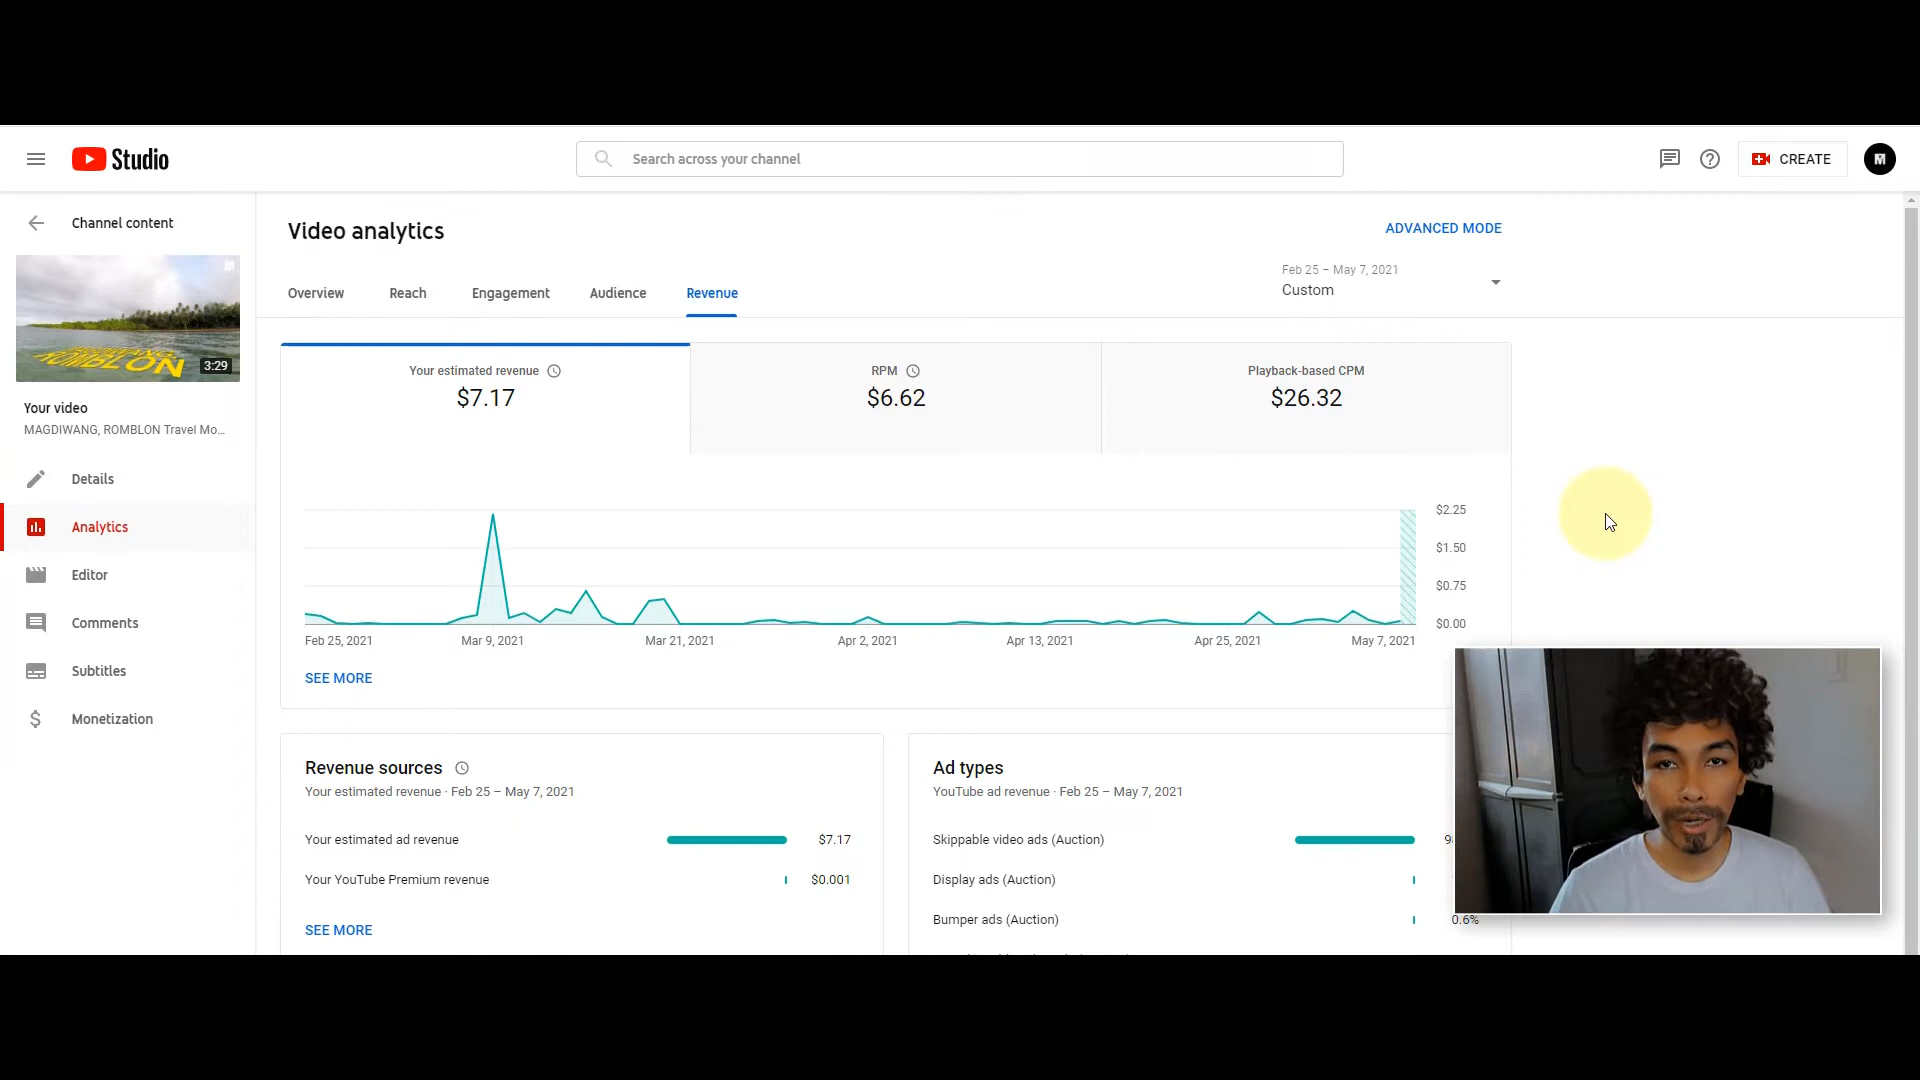 Studio
Search across your channel
CREATE
Channel content
Video analytics
ADVANCED MODE
Feb 25 – May 7, 2021
Custom
Overview
Reach
Engagement
Audience
Revenue
ROMBLON
3:29
Your video
MAGDIWANG, ROMBLON Travel Mo...
Details
Analytics
Editor
Comments
Subtitles
Monetization
Your estimated revenue
$7.17
RPM
$6.62
Playback-based CPM
$26.32
$2.25
$1.50
$0.75
$0.00
Feb 25, 2021
Mar 9, 2021
Mar 21, 2021
Apr 2, 2021
Apr 13, 2021
Apr 25, 2021
May 7, 2021
SEE MORE
Revenue sources
Your estimated revenue · Feb 25 – May 7, 2021
Your estimated ad revenue
$7.17
Your YouTube Premium revenue
$0.001
SEE MORE
Ad types
YouTube ad revenue · Feb 25 – May 7, 2021
Skippable video ads (Auction)
Display ads (Auction)
Bumper ads (Auction)
0.6%